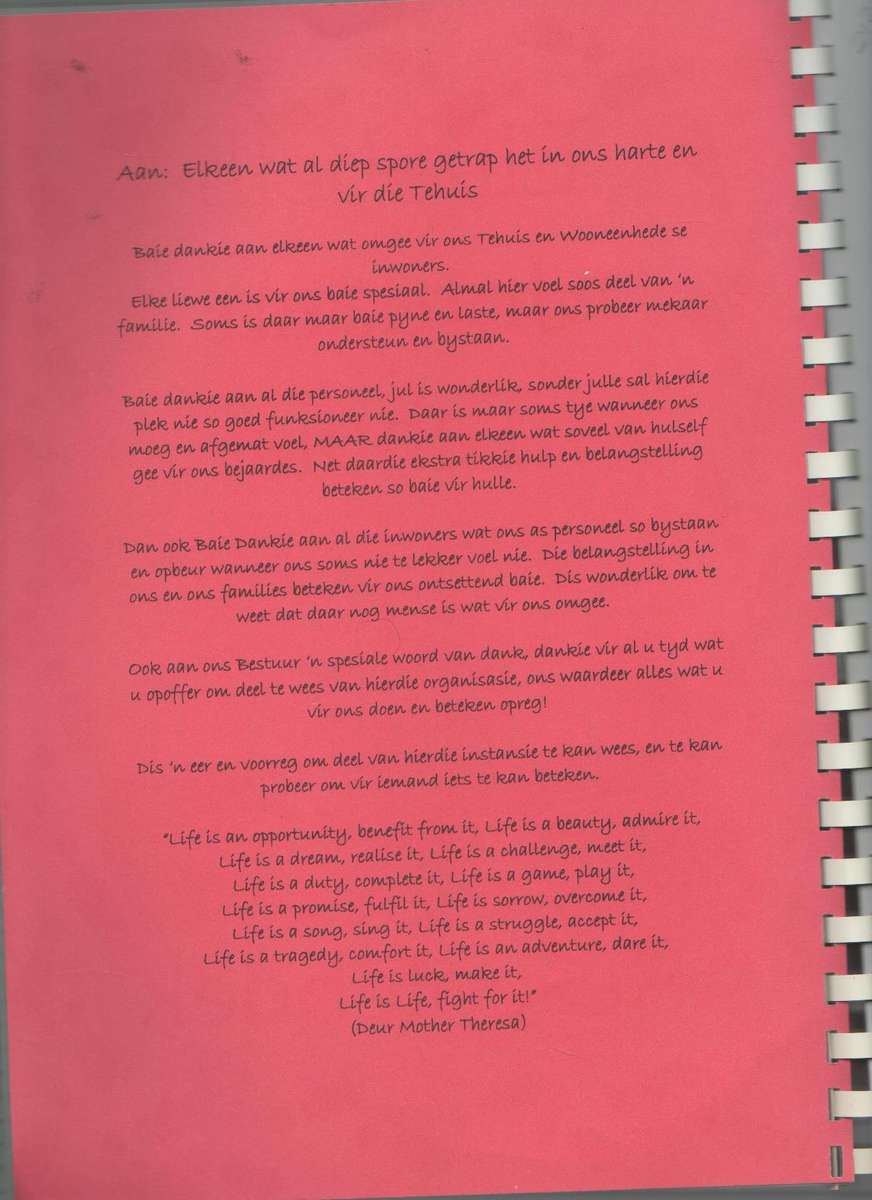 Aan: Elkeen wat al diep spore getrap het in ons harte en
vir die Tehuis
Baie dankie aan elkeen wat omgee vir ons Tehuis en Wooneenhede se
inwoners.
Elke liewe een is vir ons baie spesiaal. Almal hier voel soos deel van 'n
familie. Soms is daar maar baie pyne en laste, maar ons probeer mekaar
ondersteun en bystaan.
Baie dankie aan al die personeel, jul is wonderlik, sonder julle sal hierdie
plek nie so goed funksioneer nie. Daar is maar soms tye wanneer ons
moeg en afgemat voel, MAAR dankie aan elkeen wat soveel van hulself
gee vir ons bejaardes. Net daardie ekstra tikkie hulp en belangstelling
beteken so baie vir hulle.
Dan ook Baie Dankie aan al die inwoners wat ons as personeel so bystaan
en opbeur wanneer ons soms nie te lekker voel nie. Die belangstelling in
ons en ons families beteken vir ons ontsettend baie. Dis wonderlik om te
weet dat daar nog mense is wat vir ons omgee.
Ook aan ons Bestuur 'n spesiale woord van dank, dankie vir al u tyd wat
u opoffer om deel te wees van hierdie organisasie, ons waardeer alles wat u
vir ons doen en beteken opreg!
Dis 'n eer en voorreg om deel van hierdie instansie te kan wees, en te kan
probeer om vir iemand iets te kan beteken.
"Life is an opportunity, benefit from it, Life is a beauty, admire it,
Life is a dream, realise it, Life is a challenge, meet it,
Life is a duty, complete it, Life is a game, play it,
Life is a promise, fulfil it, Life is sorrow, overcome it,
Life is a song, sing it, Life is a struggle, accept it,
Life is a tragedy, comfort it, Life is an adventure, dare it,
Life is luck, make it,
Life is Life, fight for it!"
(Deur Mother Theresa)